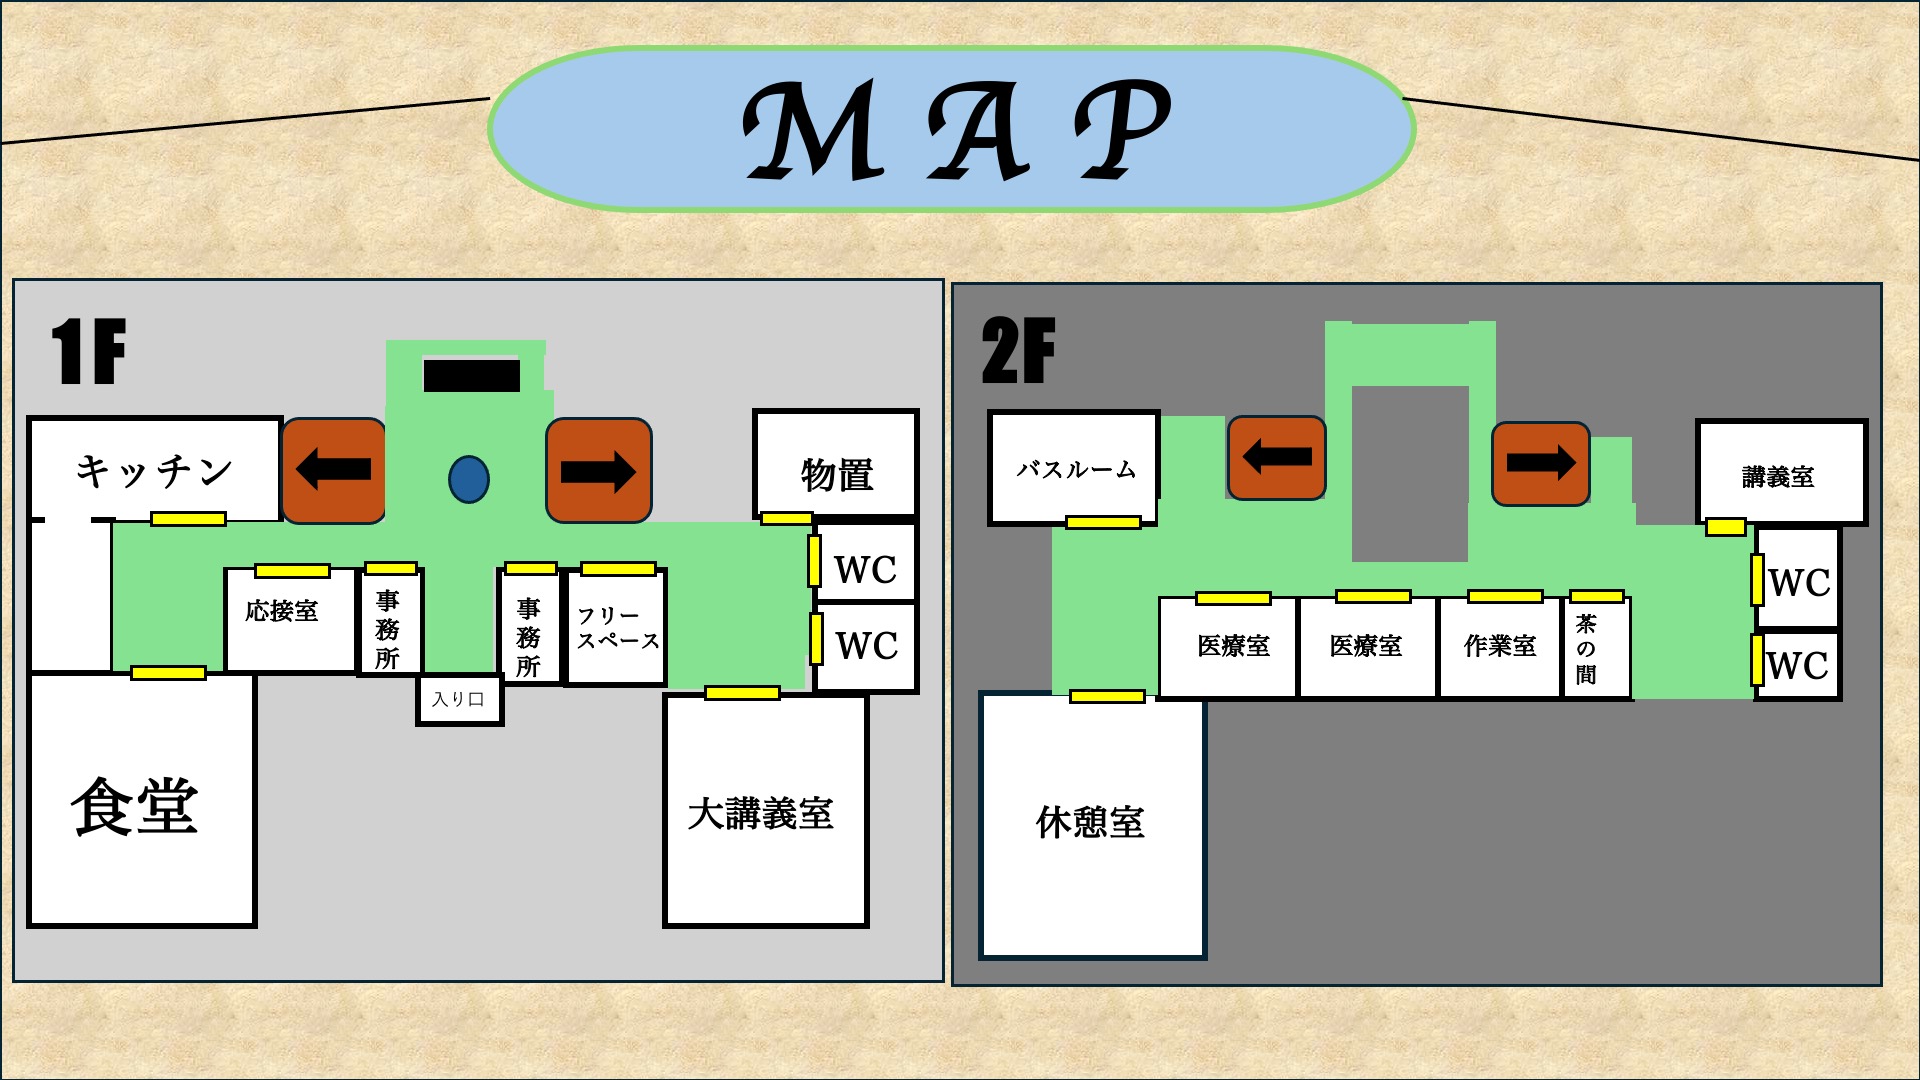 MAP
1F
キッチン
物置
WC
応接室
事務所
事務所
フリー
スペース
WC
入り口
食堂
大講義室
2F
バスルーム
講義室
WC
医療室
医療室
作業室
茶の間
WC
休憩室